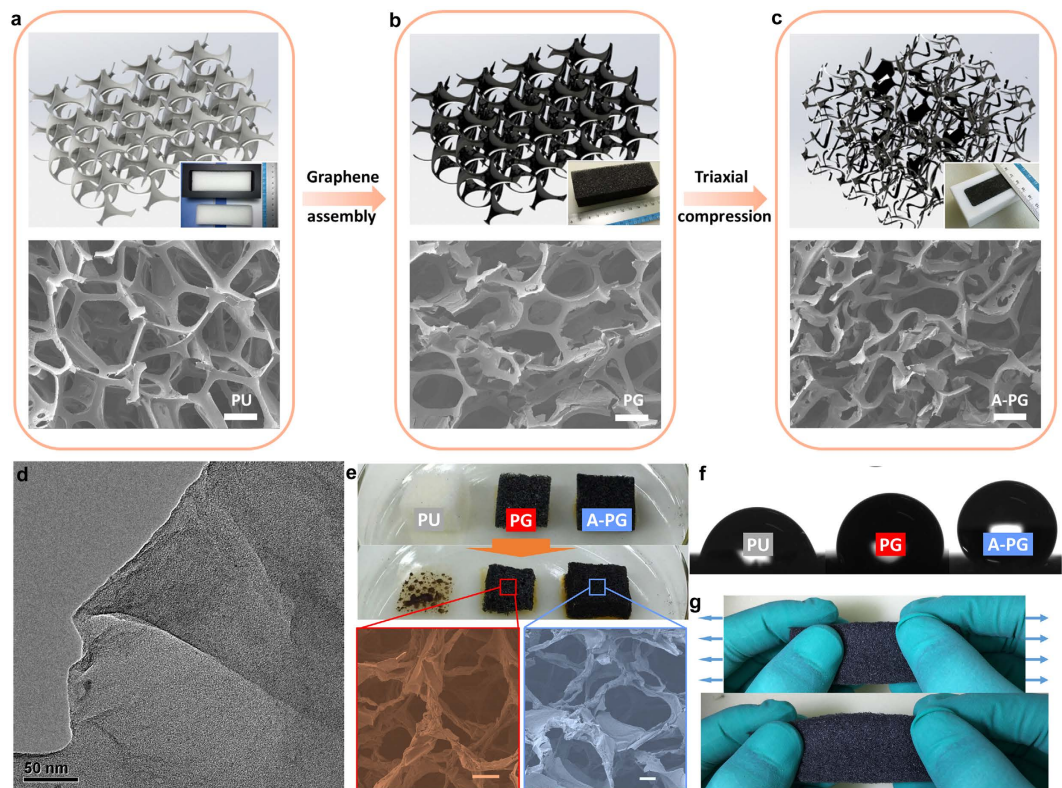 a
b
c
Graphene
assembly
Triaxial
compression
PU
PG
A-PG
d
50 nm
e
PU
PG
A-PG
f
PU
PG
A-PG
g